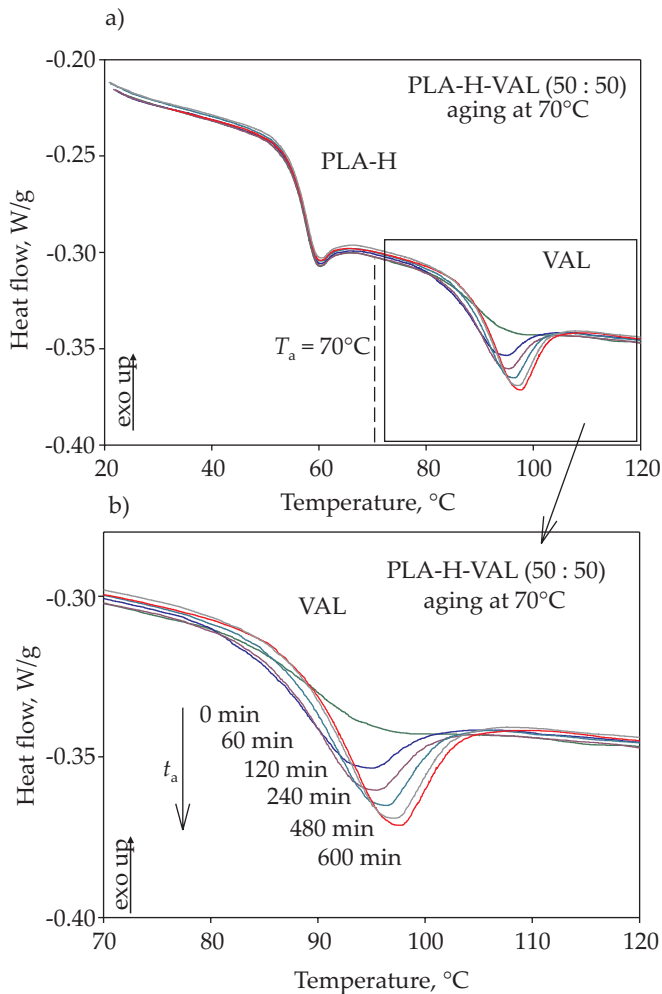 a)
-0.20
PLA-H-VAL (50 : 50)
aging at 70°C
-0.25
PLA-H
Heat flow, W/g
-0.30
VAL
-0.35
Tₐ = 70°C
exo up
-0.40
20 40 60 80 100 120
Temperature, °C
b)
PLA-H-VAL (50 : 50)
aging at 70°C
-0.30
VAL
Heat flow, W/g
0 min
60 min
-0.35
120 min
tₐ
240 min
480 min
600 min
exo up
-0.40
70 80 90 100 110 120
Temperature, °C